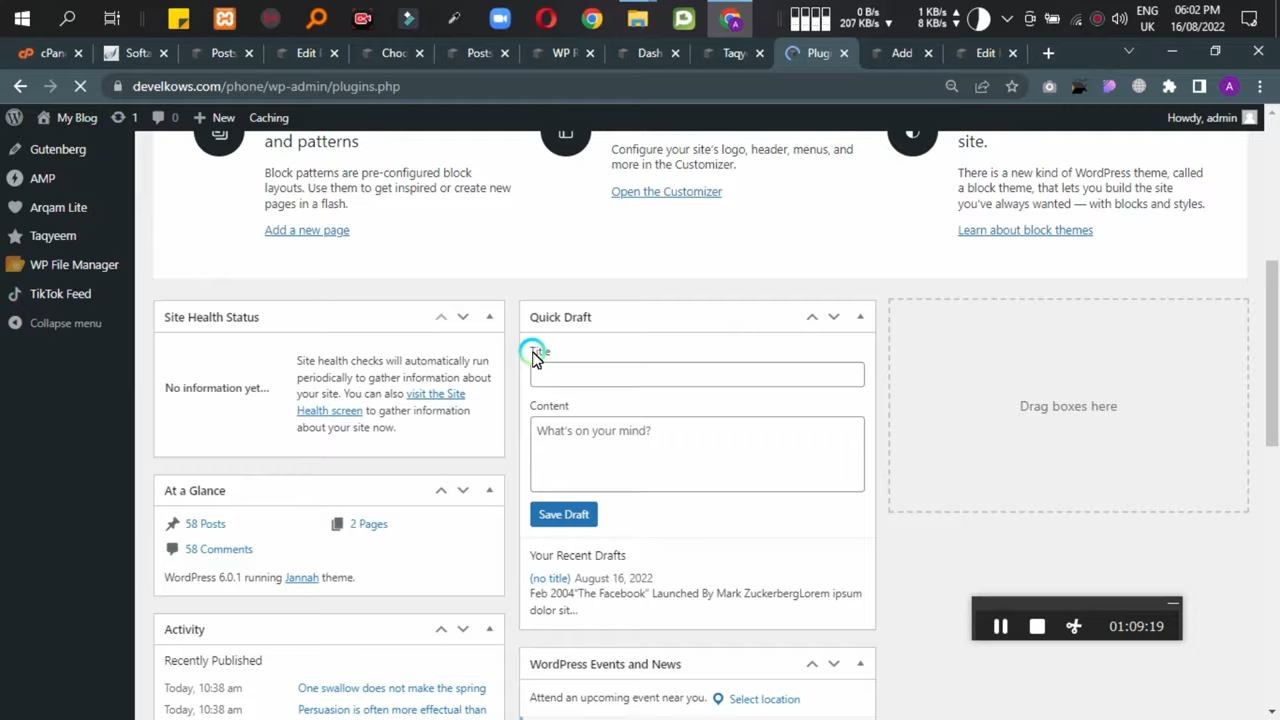 0 B/s
207 KB/s
1 KB/s
8 KB/s
ENG
UK
06:02 PM
16/08/2022
cPan
Softa
Posts
Edit
Choc
Posts
WP
Dash
Taqy
Plugi
Add
Edit
develkows.com/phone/wp-admin/plugins.php
A
My Blog
1
0
New
Caching
Howdy, admin
Gutenberg
AMP
Arqam Lite
Taqyeem
WP File Manager
TikTok Feed
Collapse menu
and patterns
Block patterns are pre-configured block
layouts. Use them to get inspired or create new
pages in a flash.
Add a new page
Configure your site's logo, header, menus, and
more in the Customizer.
Open the Customizer
site.
There is a new kind of WordPress theme, called
a block theme, that lets you build the site
you've always wanted — with blocks and styles.
Learn about block themes
Site Health Status
No information yet...
Site health checks will automatically run
periodically to gather information about
your site. You can also visit the Site
Health screen to gather information
about your site now.
At a Glance
58 Posts
2 Pages
58 Comments
WordPress 6.0.1 running Jannah theme.
Activity
Recently Published
Today, 10:38 am
One swallow does not make the spring
Today, 10:38 am
Persuasion is often more effectual than
Quick Draft
Title
Content
What's on your mind?
Save Draft
Your Recent Drafts
(no title) August 16, 2022
Feb 2004"The Facebook" Launched By Mark ZuckerbergLorem ipsum
dolor sit...
WordPress Events and News
Attend an upcoming event near you.
Select location
Drag boxes here
01:09:19